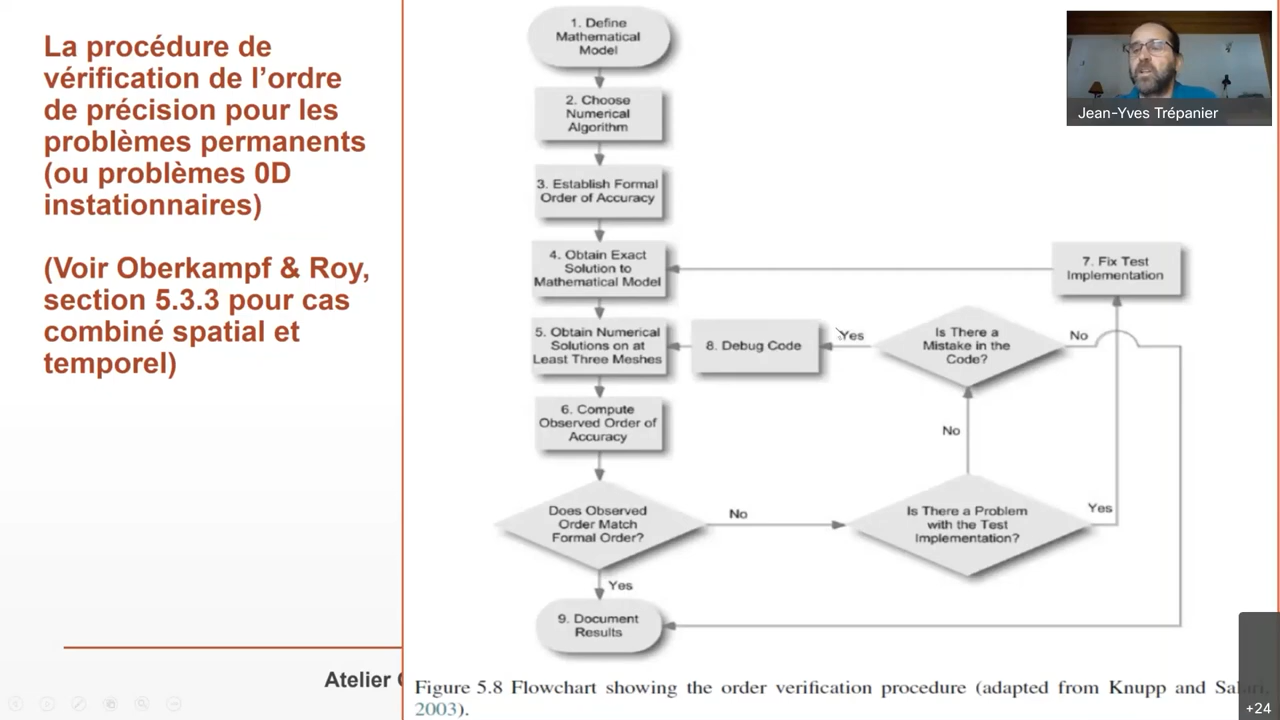 La procédure de
vérification de l’ordre
de précision pour les
problèmes permanents
(ou problèmes 0D
instationnaires)
(Voir Oberkampf & Roy,
section 5.3.3 pour cas
combiné spatial et
temporel)
Atelier
1. Define
Mathematical
Model
2. Choose
Numerical
Algorithm
3. Establish Formal
Order of Accuracy
4. Obtain Exact
Solution to
Mathematical Model
5. Obtain Numerical
Solutions on at
Least Three Meshes
6. Compute
Observed Order of
Accuracy
Does Observed
Order Match
Formal Order?
Yes
No
9. Document
Results
Is There a Problem
with the Test
Implementation?
Yes
No
Is There a
Mistake in the
Code?
Yes
No
8. Debug Code
7. Fix Test
Implementation
Jean-Yves Trépanier
Figure 5.8 Flowchart showing the order verification procedure (adapted from Knupp and Salari,
2003).
+24